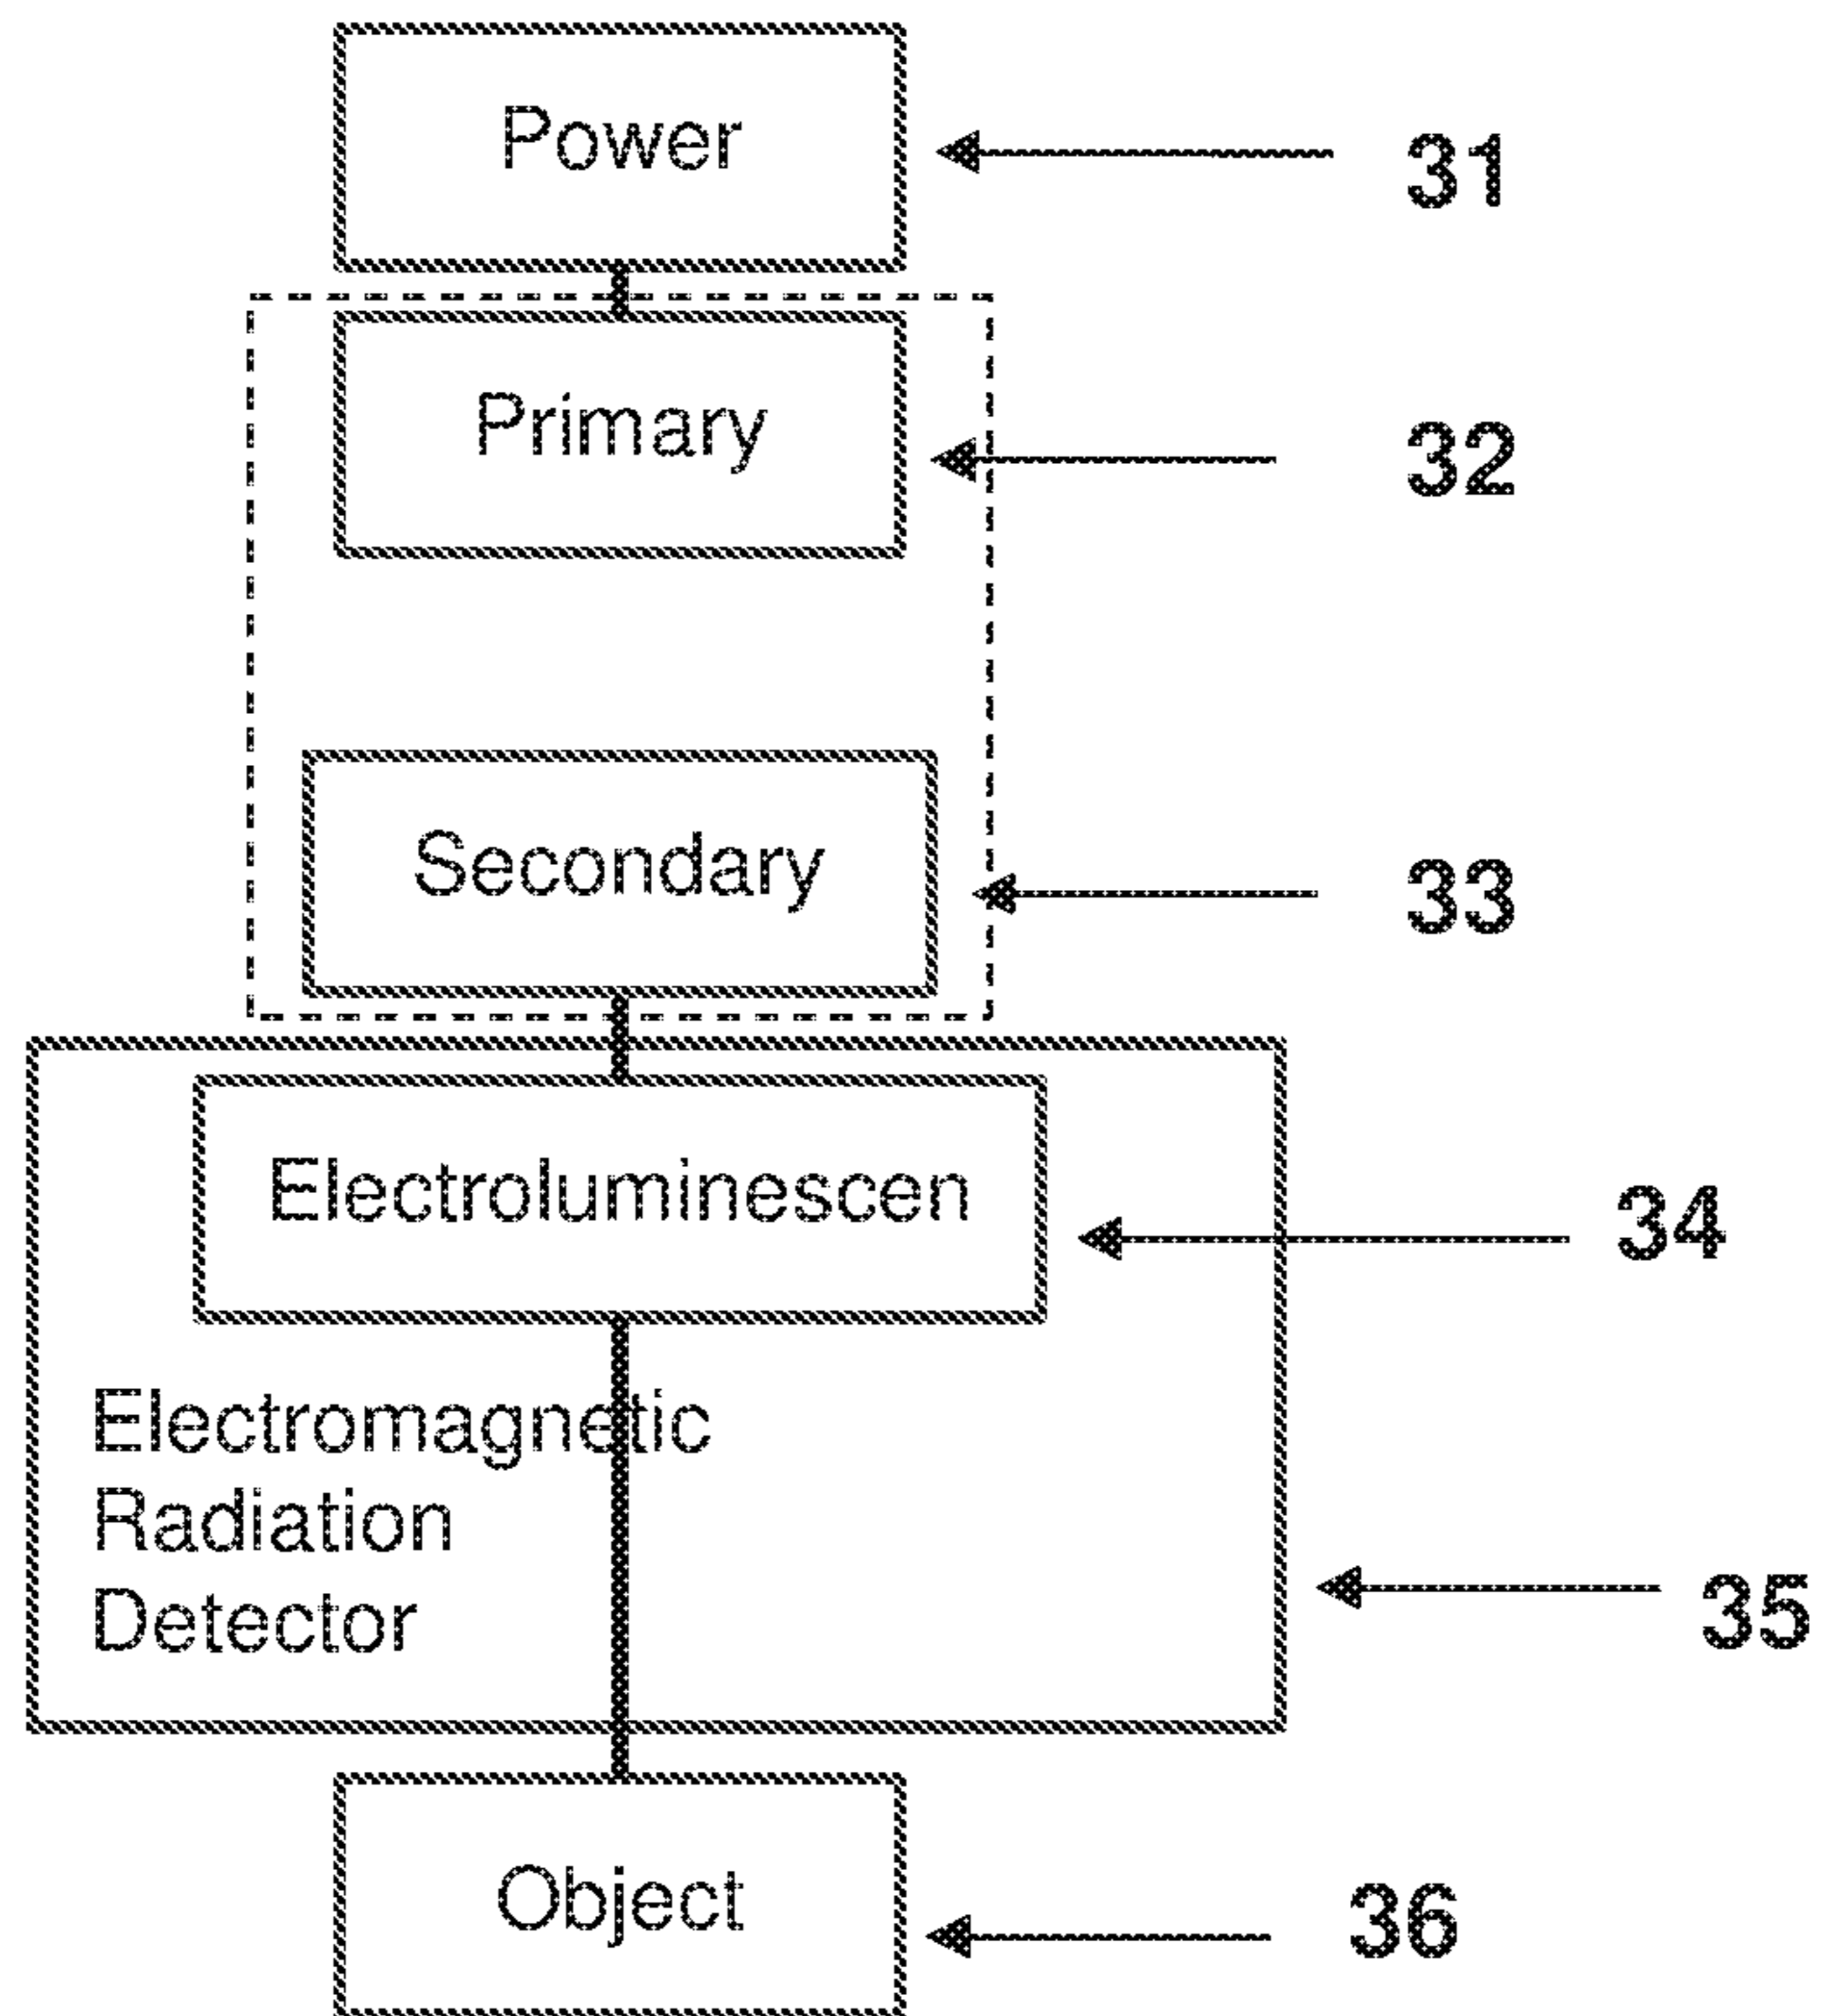 Power
31
Primary
32
Secondary
33
Electroluminescen
34
Electromagnetic
Radiation
Detector
35
Object
36